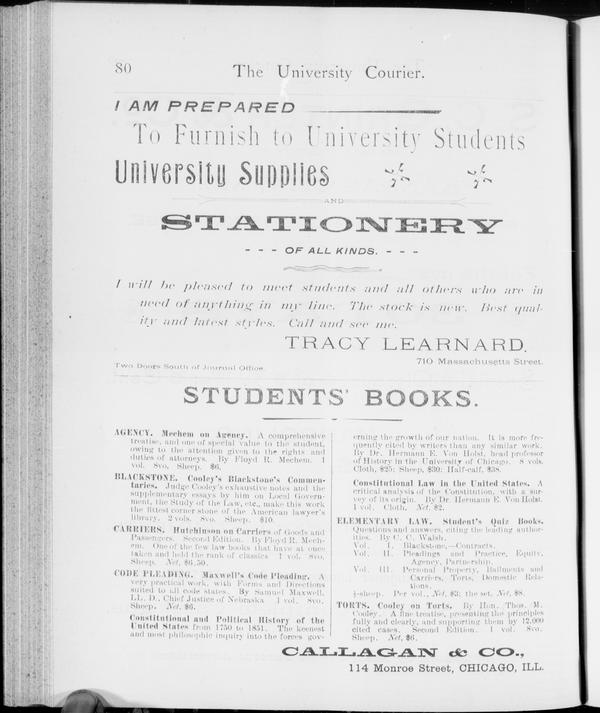 80
The University Courier.
I AM PREPARED
To Furnish to University Students
University Supplies
AND
STATIONERY
- - - OF ALL KINDS. - - -
I will be pleased to meet students and all others who are in
need of anything in my line. The stock is new. Best qual-
ity and latest styles. Call and see me.
TRACY LEARNARD,
710 Massachusetts Street.
Two Doors South of Journal Office.
STUDENTS' BOOKS.
AGENCY. Mechem on Agency. A comprehensive
treatise, and one of special value to the student,
owing to the attention given to the rights and
duties of attorneys. By Floyd R. Mechem. 1
vol. 8vo, Sheep. $6.
BLACKSTONE. Cooley's Blackstone's Commen-
taries. Judge Cooley's exhaustive notes and the
supplementary essays by him on Local Govern-
ment, the Study of the Law, etc., make this work
the fittest corner stone of the American lawyer's
library. 2 vols. 8vo. Sheep. $10.
CARRIERS. Hutchinson on Carriers of Goods and
Passengers. Second Edition. By Floyd R. Mech-
em. One of the few law books that have at once
taken and held the rank of classics 1 vol. 8vo,
Sheep. Net, $6.50.
CODE PLEADING. Maxwell's Code Pleading. A
very practical work, with Forms and Directions
suited to all code states. By Samuel Maxwell,
LL. D., Chief Justice of Nebraska 1 vol. 8vo,
Sheep. Net, $6.
Constitutional and Political History of the
United States from 1750 to 1851. The keenest
and most philosophic inquiry into the forces gov-
erning the growth of our nation. It is more fre-
quently cited by writers than any similar work.
By Dr. Hermann E. Von Holst, head professor
of History in the University of Chicago. 8 vols.
Cloth, $25; Sheep, $30; Half-calf, $38.
Constitutional Law in the United States. A
critical analysis of the Constitution, with a sur-
vey of its origin. By Dr. Hermann E. Von Holst.
1 vol. Cloth, Net, $2.
ELEMENTARY LAW. Student's Quiz Books.
Questions and answers, citing the leading author-
ities. By C. C. Walsh.
Vol. I. Blackstone,—Contracts.
Vol. II. Pleadings and Practice, Equity,
Agency, Partnership.
Vol. III. Personal Property, Bailments and
Carriers, Torts, Domestic Rela-
tions.
½-sheep. Per vol., Net, $3; the set, Net, $8.
TORTS. Cooley on Torts. By Hon. Thos. M.
Cooley. A fine treatise, presenting the principles
fully and clearly, and supporting them by 12,000
cited cases. Second Edition. 1 vol. 8vo.
Sheep. Net, $6.
CALLAGAN & CO.,
114 Monroe Street, CHICAGO, ILL.